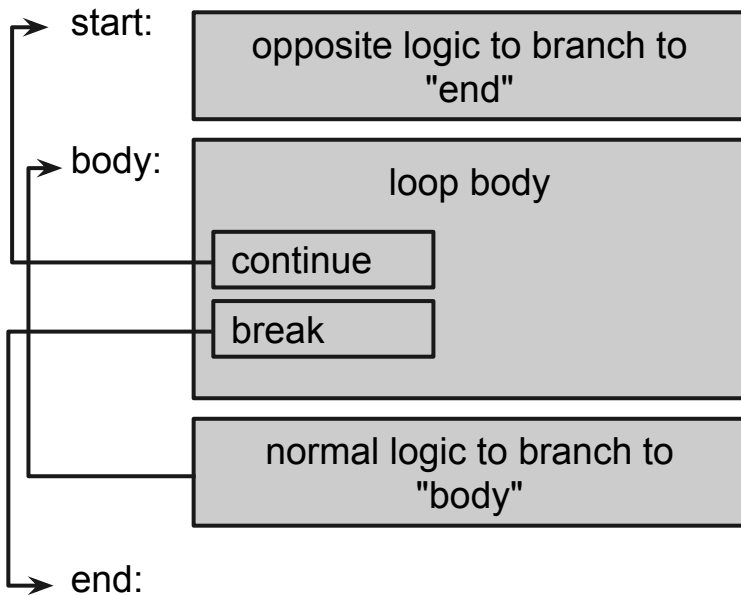 start:
opposite logic to branch to
"end"
body:
loop body
continue
break
normal logic to branch to
"body"
end: